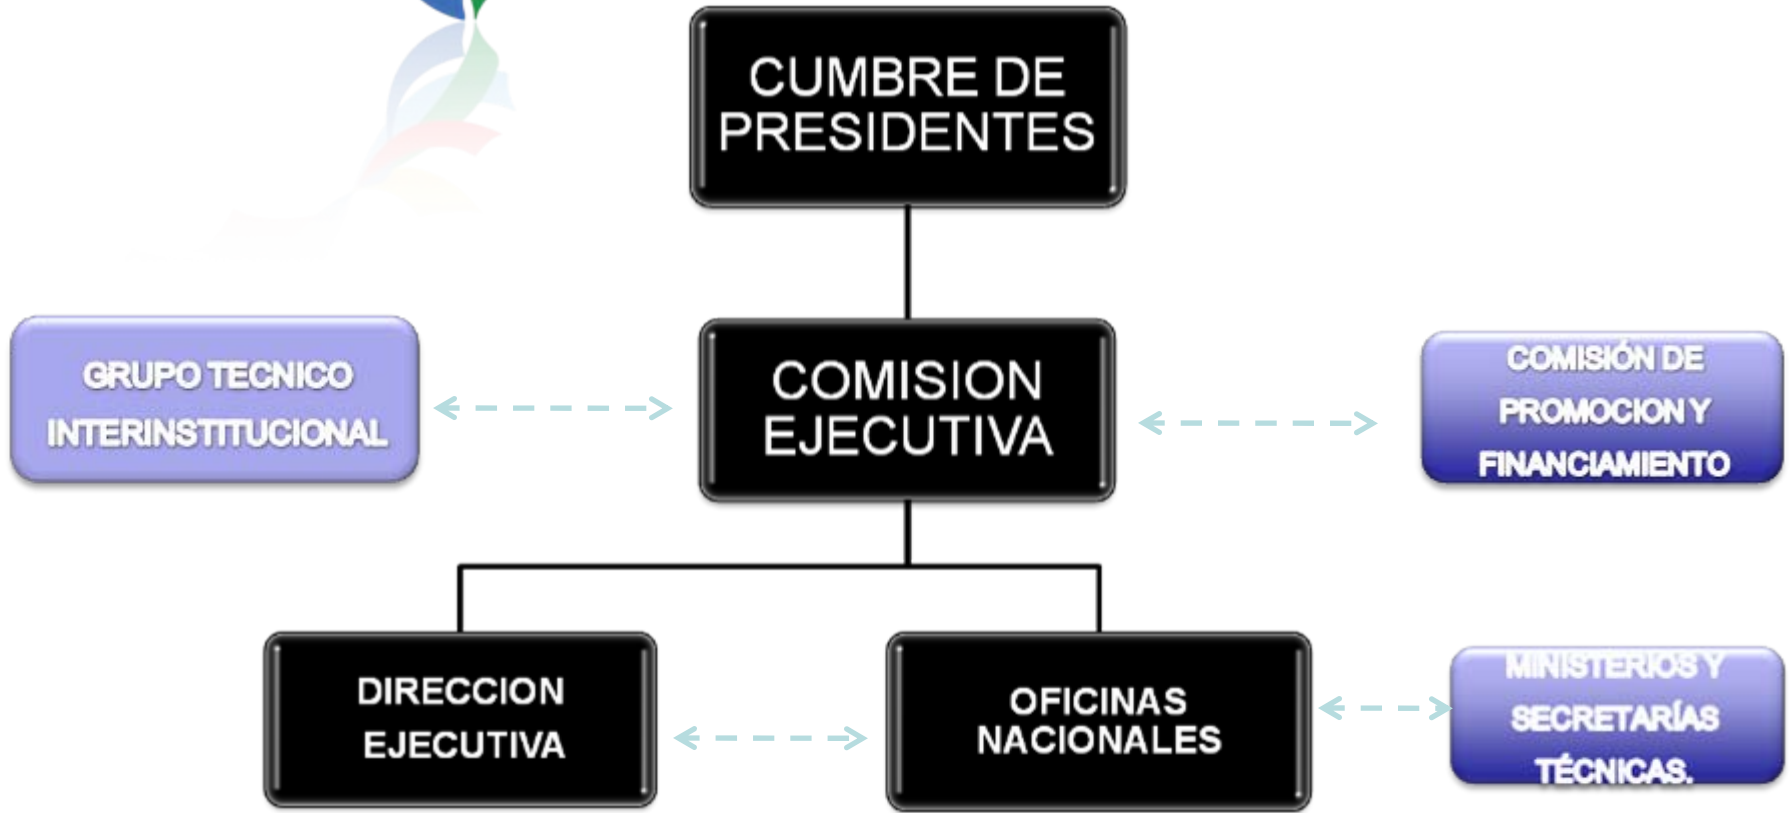 CUMBRE DE
PRESIDENTES
GRUPO TECNICO
INTERINSTITUCIONAL
COMISION
EJECUTIVA
COMISIÓN DE
PROMOCION Y
FINANCIAMIENTO
DIRECCION
EJECUTIVA
OFICINAS
NACIONALES
MINISTERIOS Y
SECRETARÍAS
TÉCNICAS.